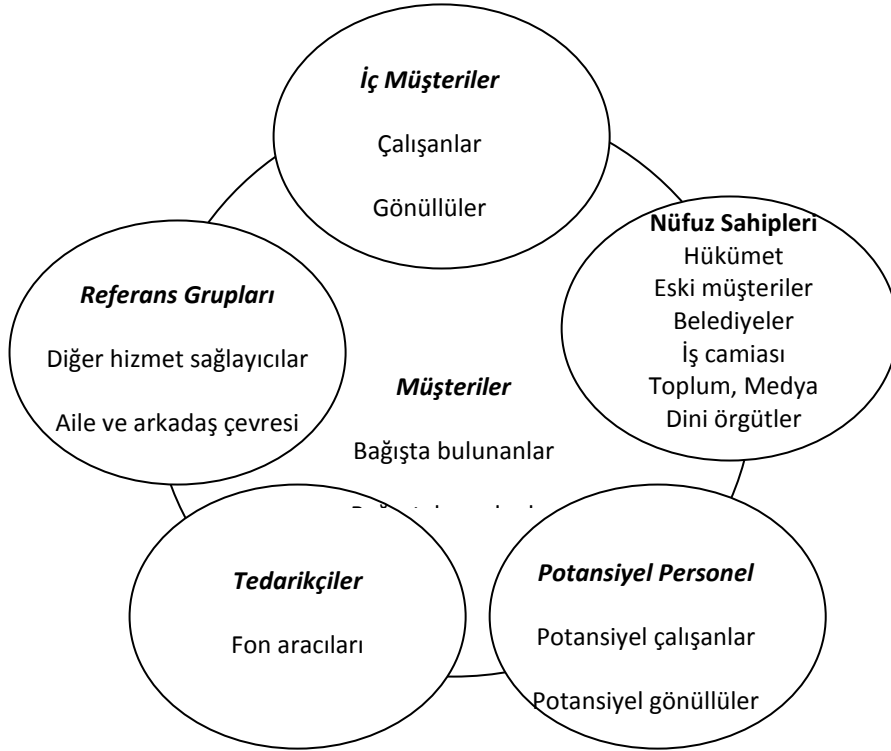 İç Müşteriler
Çalışanlar
Gönüllüler
Nüfuz Sahipleri
Hükümet
Eski müşteriler
Belediyeler
İş camiası
Toplum, Medya
Dini örgütler
Referans Grupları
Diğer hizmet sağlayıcılar
Aile ve arkadaş çevresi
Müşteriler
Bağışta bulunanlar
Tedarikçiler
Fon aracıları
Potansiyel Personel
Potansiyel çalışanlar
Potansiyel gönüllüler